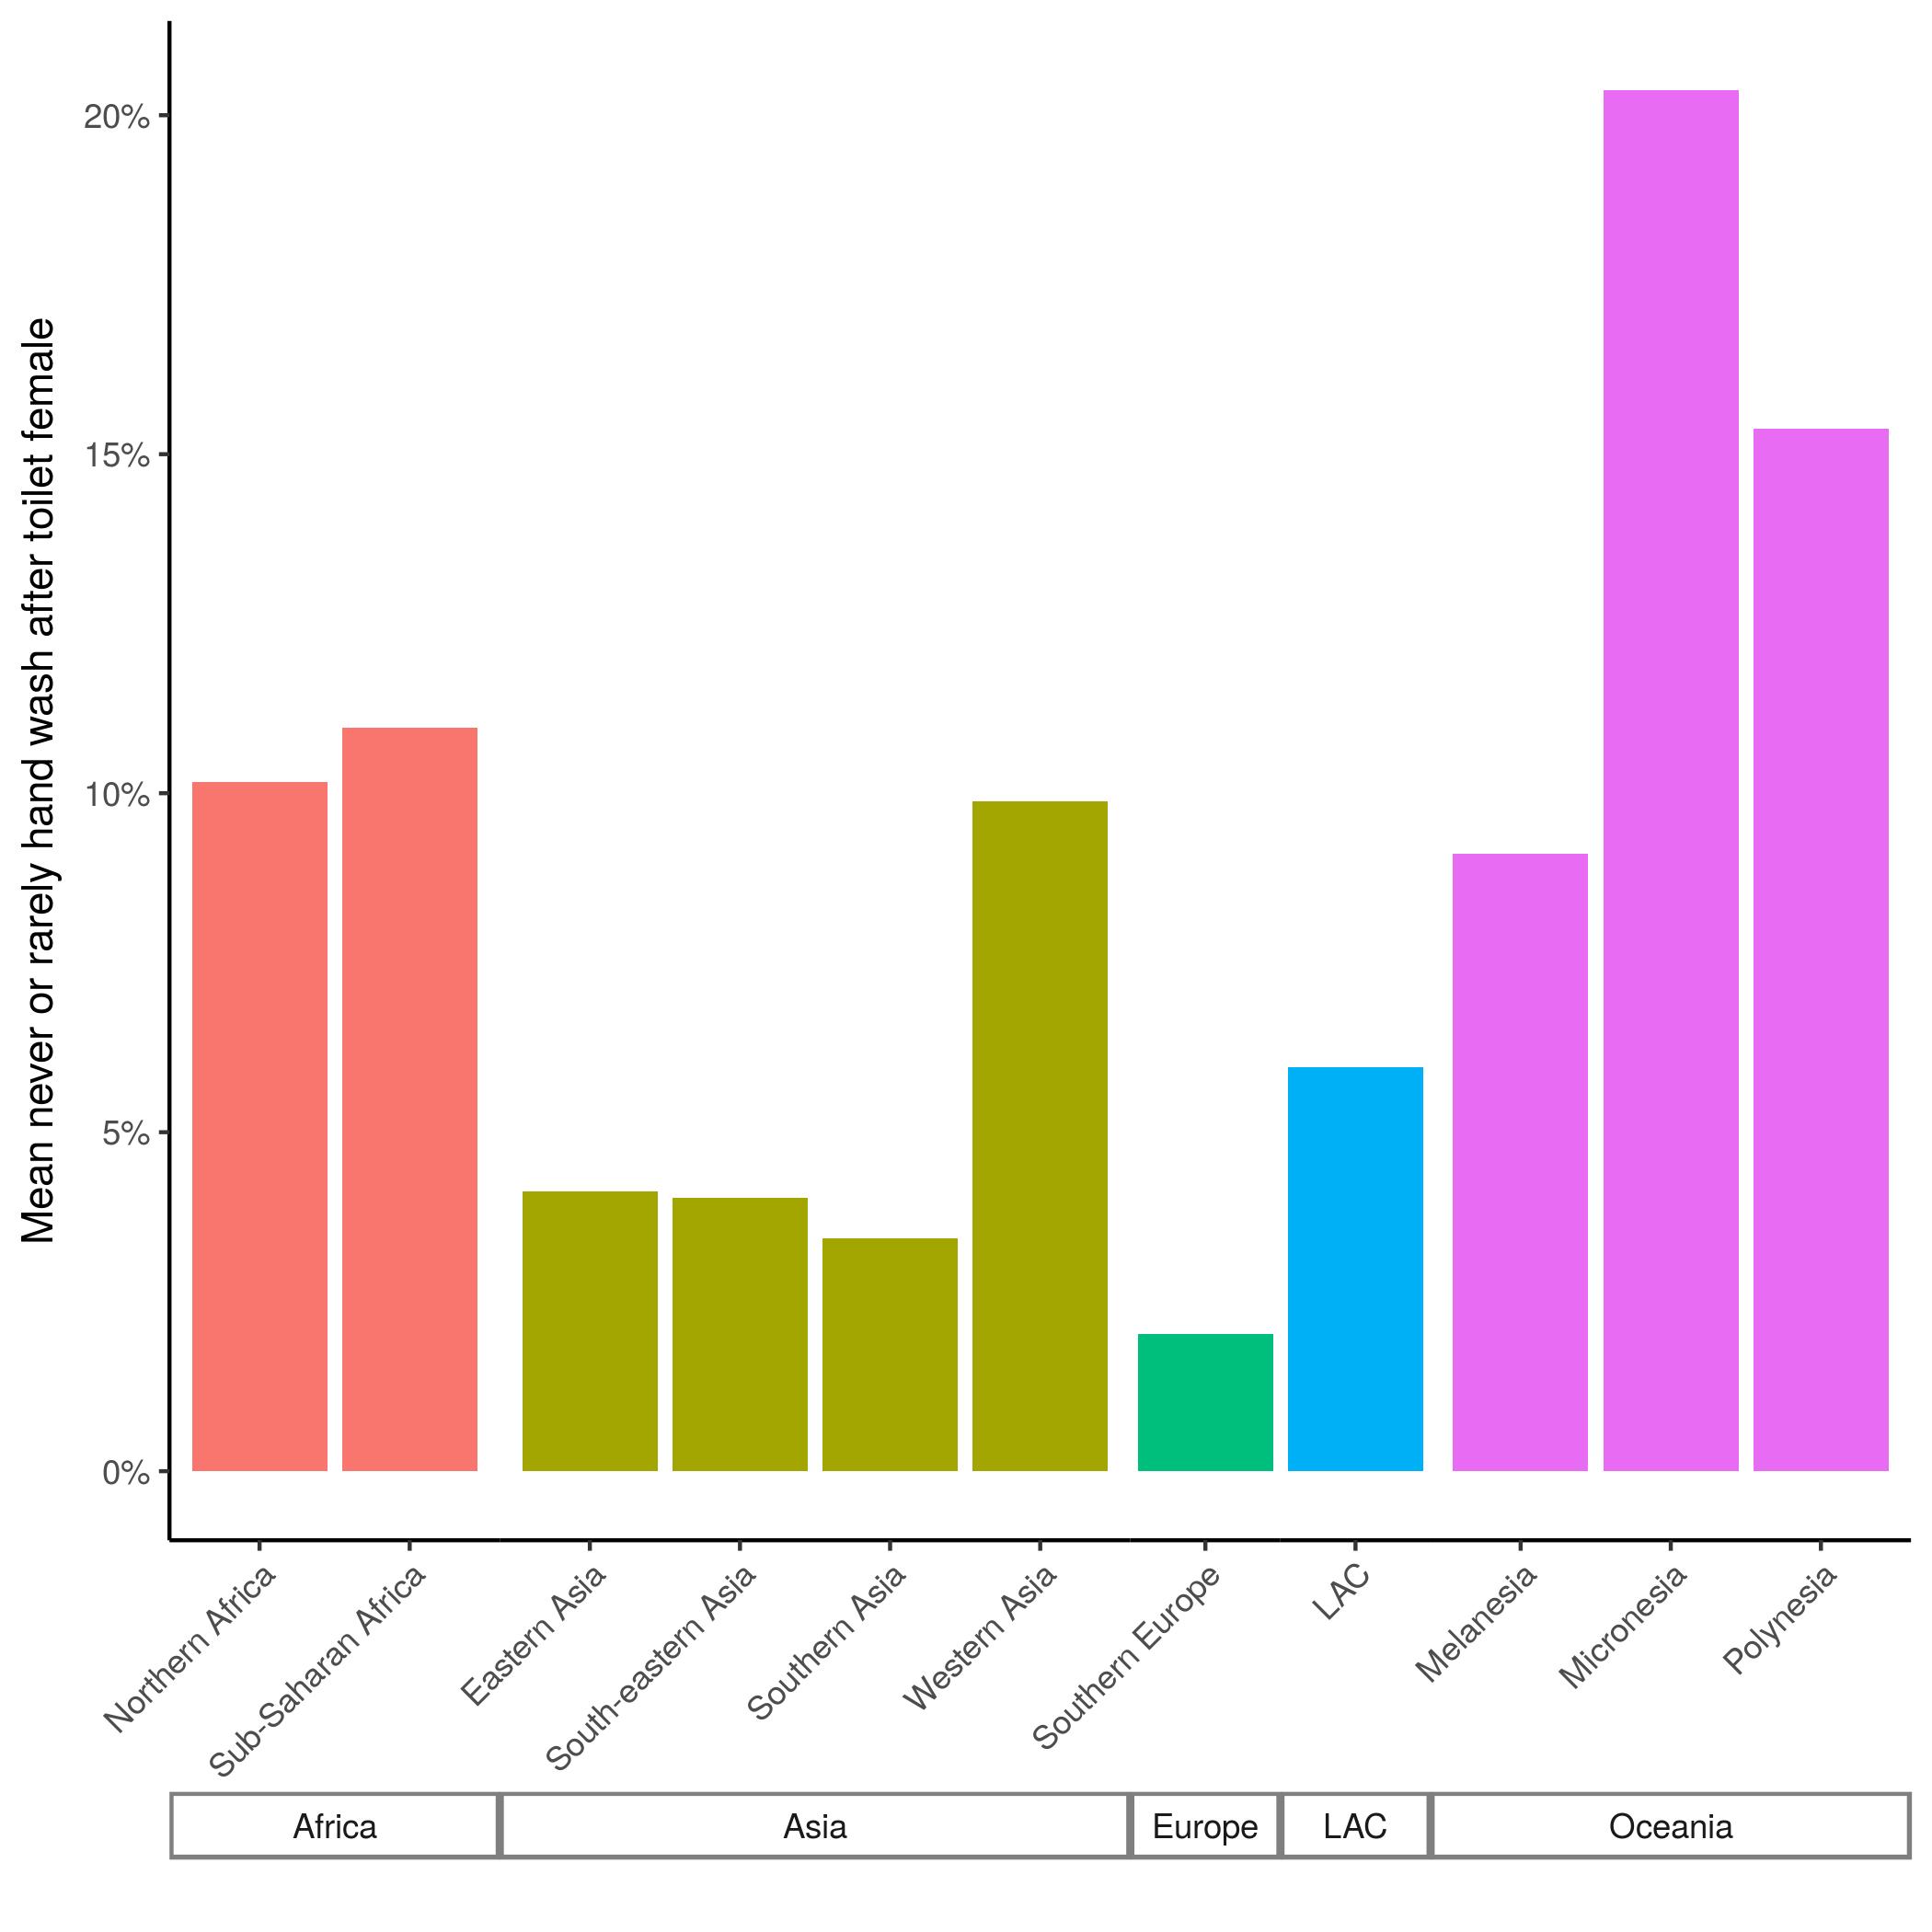 Mean never or rarely hand wash after toilet female
20%
15%
10%
5%
0%
Northern Africa
Sub-Saharan Africa
Eastern Asia
South-eastern Asia
Southern Asia
Western Asia
Southern Europe
LAC
Melanesia
Micronesia
Polynesia
Africa
Asia
Europe
LAC
Oceania